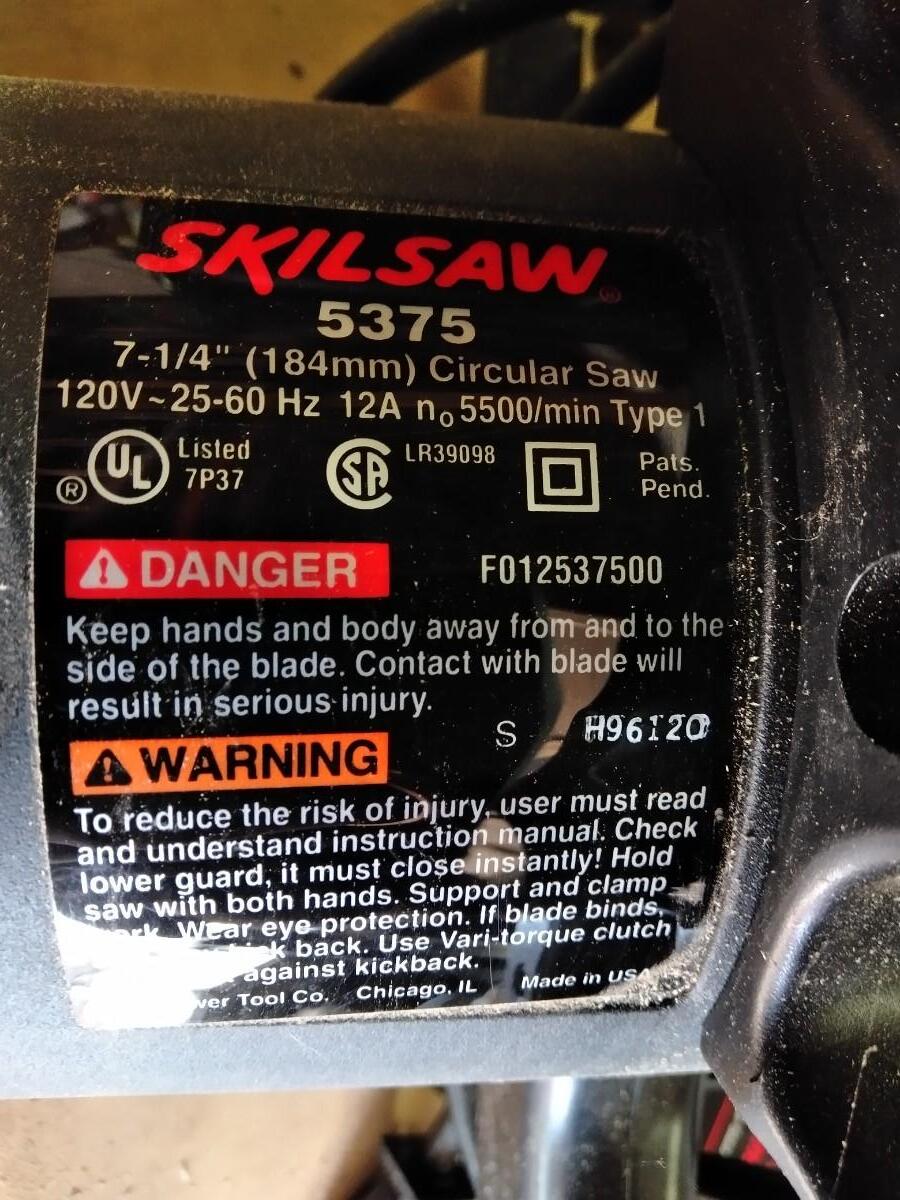 SKILSAW®
5375
7-1/4" (184mm) Circular Saw
120V~25-60 Hz 12A n₀ 5500/min Type 1
® UL Listed 7P37 SA LR39098 Pats. Pend.
DANGER F012537500
Keep hands and body away from and to the
side of the blade. Contact with blade will
result in serious injury.
S H96120
WARNING
To reduce the risk of injury, user must read
and understand instruction manual. Check
lower guard, it must close instantly! Hold
saw with both hands. Support and clamp
Wear eye protection. If blade binds,
back. Use Vari-torque clutch
against kickback.
Tool Co. Chicago, IL Made in USA